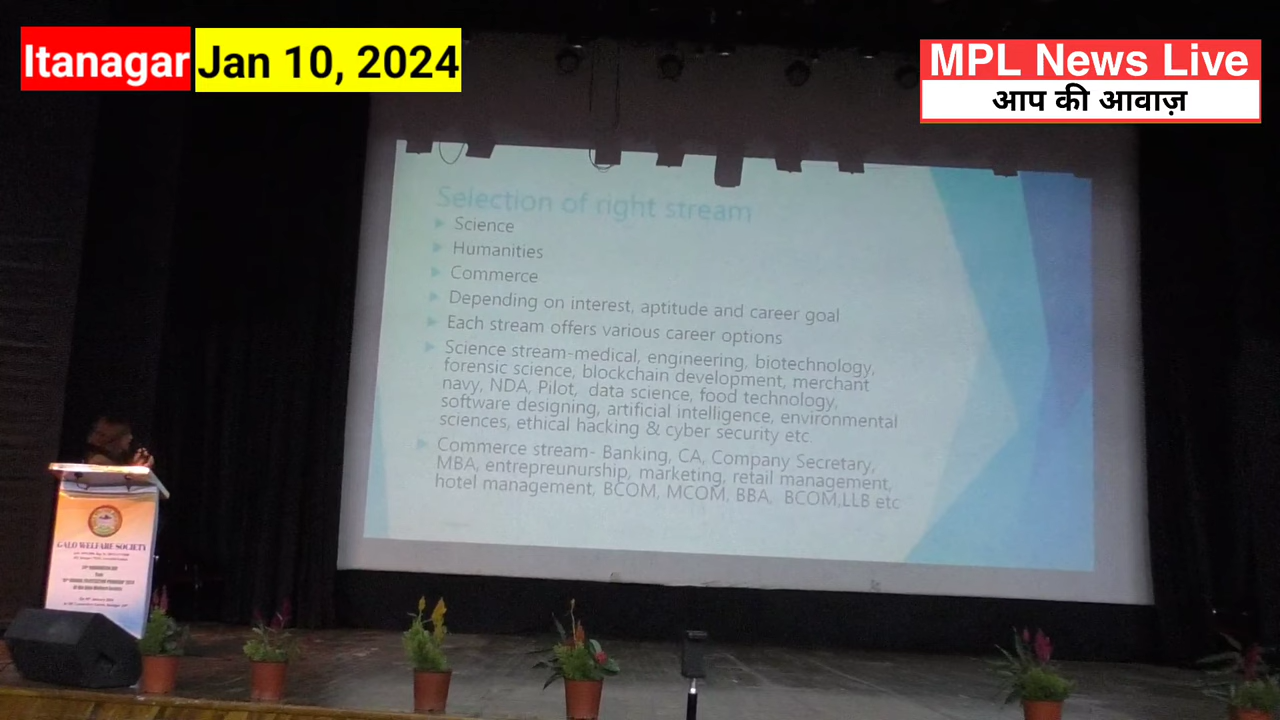 Itanagar Jan 10, 2024
MPL News Live
आप की आवाज़
Selection of right stream
Science
Humanities
Commerce
Depending on interest, aptitude and career goal
Each stream offers various career options
Science stream-medical, engineering, biotechnology,
forensic science, blockchain development, merchant
navy, NDA, Pilot, data science, food technology,
software designing, artificial intelligence, environmental
sciences, ethical hacking & cyber security etc.
Commerce stream- Banking, CA, Company Secretary,
MBA, entrepreunurship, marketing, retail management,
hotel management, BCOM, MCOM, BBA, BCOM,LLB etc
GALO WELFARE SOCIETY